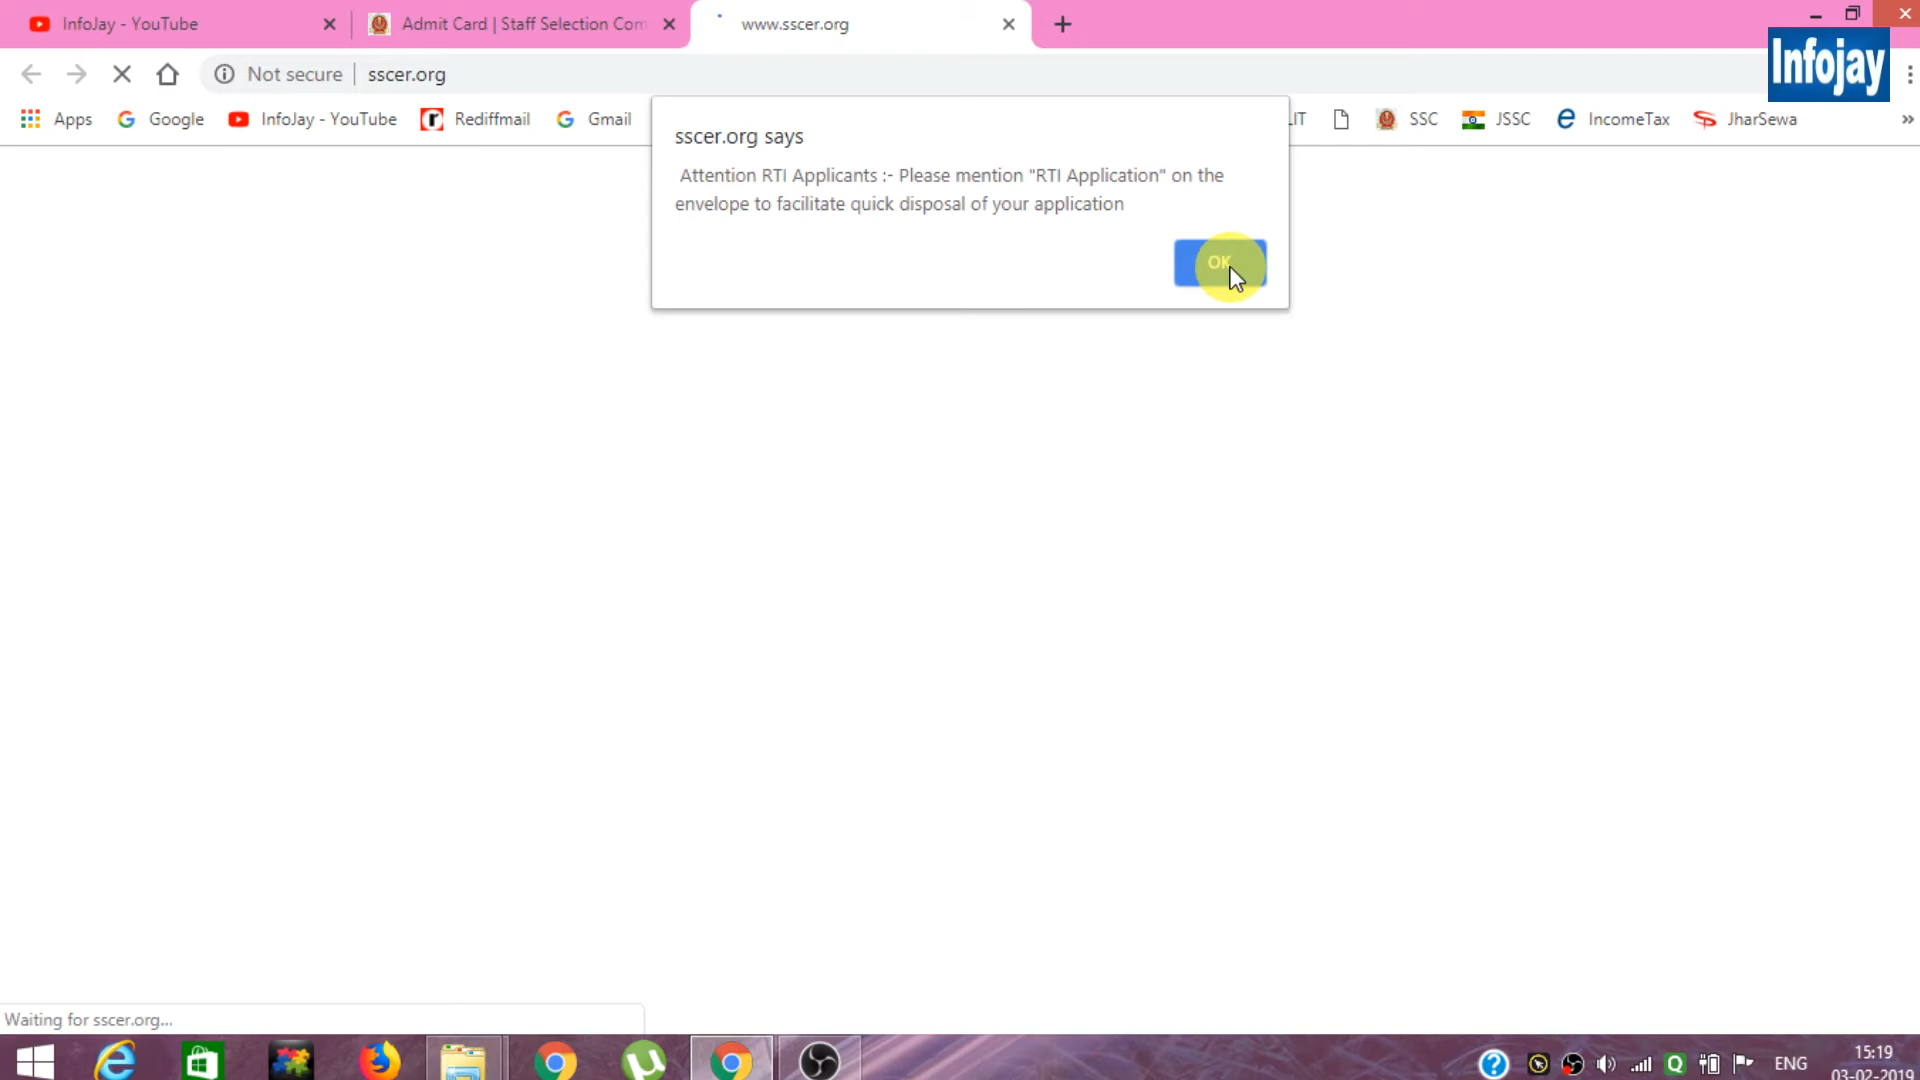 InfoJay - YouTube
Admit Card | Staff Selection Com
www.sscer.org
Not secure
sscer.org
Infojay
Apps
Google
InfoJay - YouTube
Rediffmail
Gmail
LIT
SSC
JSSC
IncomeTax
JharSewa
sscer.org says
Attention RTI Applicants :- Please mention "RTI Application" on the
envelope to facilitate quick disposal of your application
OK
Waiting for sscer.org...
ENG
15:19
03-02-2019